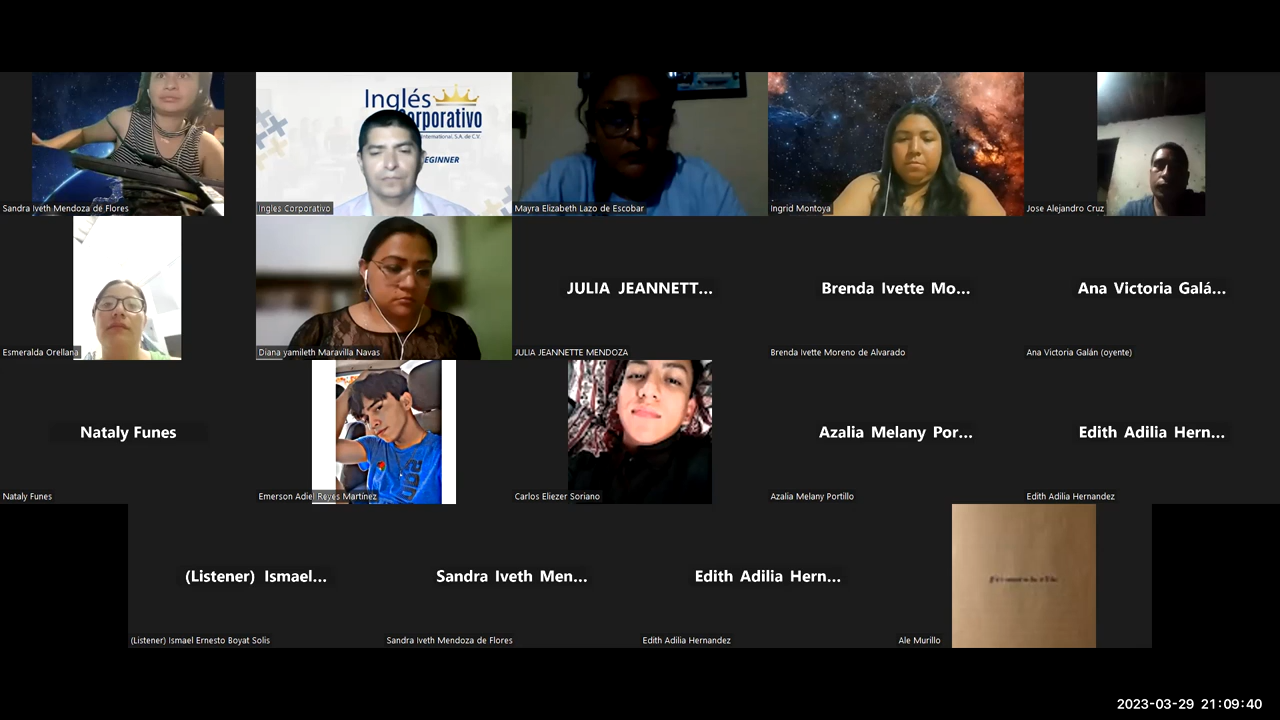 Inglés
Corporativo
International, S.A. de C.V.
EGINNER
Sandra Iveth Mendoza de Flores
Ingles Corporativo
Mayra Elizabeth Lazo de Escobar
Ingrid Montoya
Jose Alejandro Cruz
JULIA JEANNETT...
Brenda Ivette Mo...
Ana Victoria Galá...
Esmeralda Orellana
Diana yamileth Maravilla Navas
JULIA JEANNETTE MENDOZA
Brenda Ivette Moreno de Alvarado
Ana Victoria Galán (oyente)
Nataly Funes
Azalia Melany Por...
Edith Adilia Hern...
Nataly Funes
Emerson Adiel Reyes Martínez
Carlos Eliezer Soriano
Azalia Melany Portillo
Edith Adilia Hernandez
(Listener) Ismael...
Sandra Iveth Men...
Edith Adilia Hern...
(Listener) Ismael Ernesto Boyat Solis
Sandra Iveth Mendoza de Flores
Edith Adilia Hernandez
Ale Murillo
2023-03-29 21:09:40